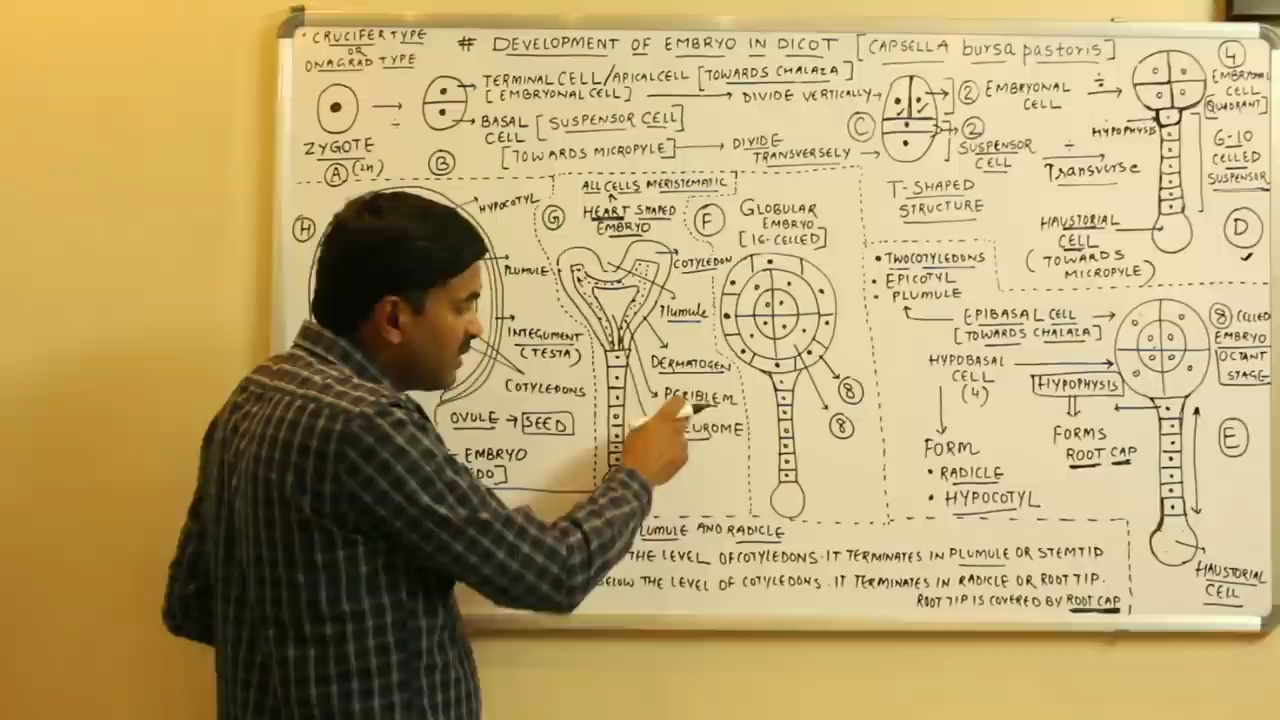 • CRUCIFER TYPE
OR
ONAGRAD TYPE
# DEVELOPMENT OF EMBRYO IN DICOT [CAPSELLA bursa pastoris]
ZYGOTE
A (2n)
÷
B
TERMINAL CELL/APICAL CELL [TOWARDS CHALAZA]
[EMBRYONAL CELL] → DIVIDE VERTICALLY →
BASAL CELL [SUSPENSOR CELL]
[TOWARDS MICROPYLE] → DIVIDE TRANSVERSELY →
C
② EMBRYONAL
CELL
②
SUSPENSOR
CELL
T-SHAPED
STRUCTURE
÷
÷
Transverse
④
EMBRYONAL
CELL
[QUADRANT]
HYPOPHYSIS
6-10
CELLED
SUSPENSOR
HAUSTORIAL
CELL
(TOWARDS
MICROPYLE)
D
H
HYPOCOTYL
PLUMULE
INTEGUMENT
(TESTA)
COTYLEDONS
OVULE → SEED
EMBRYO
G
ALL CELLS MERISTEMATIC
HEART SHAPED
EMBRYO
COTYLEDON
Plumule
DERMATOGEN
PERIBLEM
F
GLOBULAR
EMBRYO
[16-CELLED]
⑧
⑧
• TWO COTYLEDONS
• EPICOTYL
• PLUMULE
EPIBASAL CELL
[TOWARDS CHALAZA]
HYPOBASAL
CELL
(4)
FORM
• RADICLE
• HYPOCOTYL
HYPOPHYSIS
FORMS
ROOT CAP
⑧ CELLED
EMBRYO
OCTANT
STAGE
E
HAUSTORIAL
CELL
AND RADICLE
THE LEVEL OF COTYLEDONS. IT TERMINATES IN PLUMULE OR STEM TIP
BELOW THE LEVEL OF COTYLEDONS. IT TERMINATES IN RADICLE OR ROOT TIP.
ROOT TIP IS COVERED BY ROOT CAP